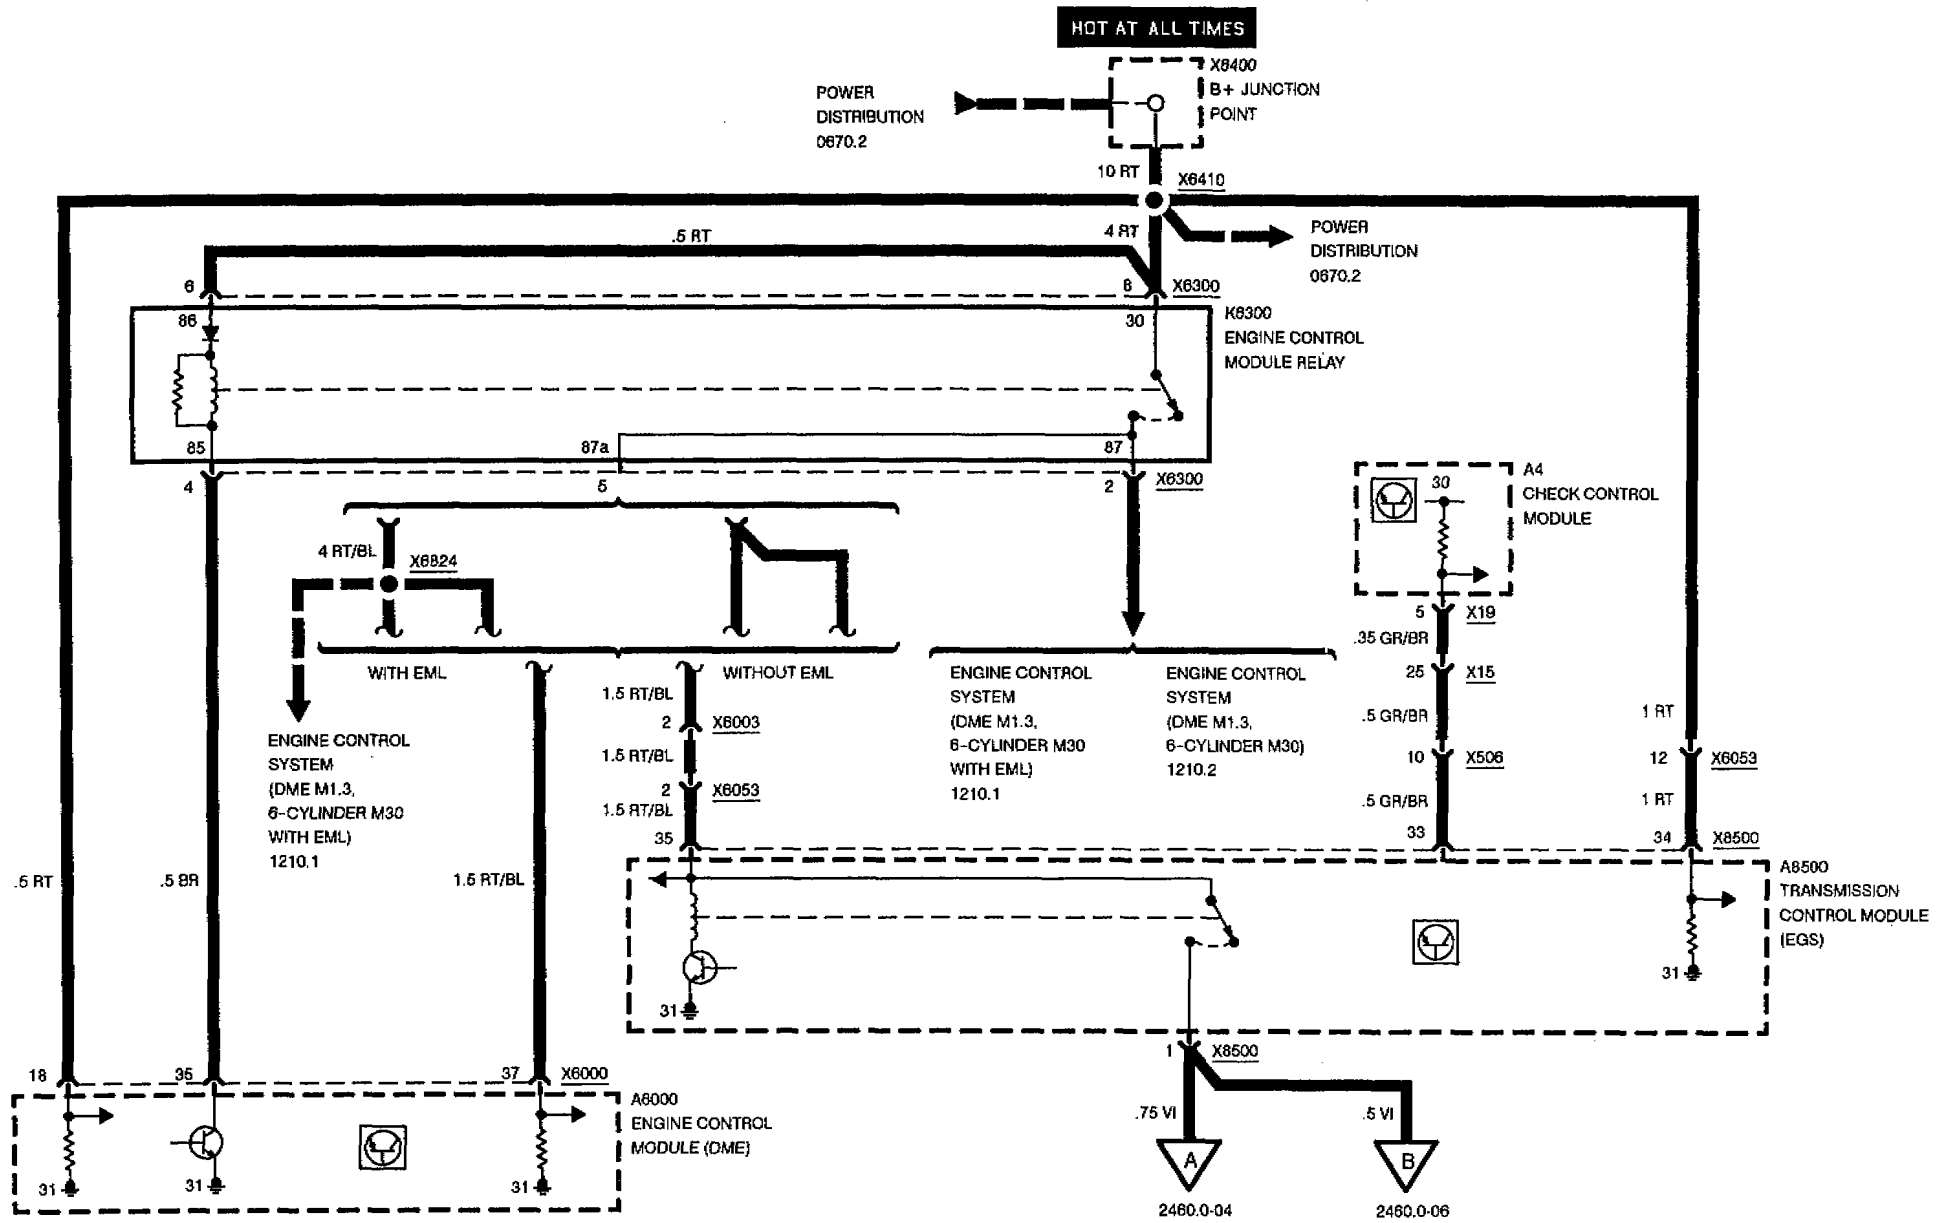 HOT AT ALL TIMES
X6400
B+ JUNCTION
POINT
POWER
DISTRIBUTION
0670.2
10 RT
X6410
4 RT
POWER
DISTRIBUTION
0670.2
.5 RT
6
8
X6300
86
30
K6300
ENGINE CONTROL
MODULE RELAY
85
87a
87
4
5
2
X6300
A4
CHECK CONTROL
MODULE
30
4 RT/BL
X6824
5
X19
.35 GR/BR
WITH EML
WITHOUT EML
25
X15
ENGINE CONTROL
SYSTEM
(DME M1.3,
6-CYLINDER M30
WITH EML)
1210.1
ENGINE CONTROL
SYSTEM
(DME M1.3,
6-CYLINDER M30)
1210.2
1.5 RT/BL
2
X6003
1.5 RT/BL
2
X6053
1.5 RT/BL
35
ENGINE CONTROL
SYSTEM
(DME M1.3,
6-CYLINDER M30
WITH EML)
1210.1
.5 GR/BR
10
X506
.5 GR/BR
33
1 RT
12
X6053
1 RT
34
X8500
A8500
TRANSMISSION
CONTROL MODULE
(EGS)
.5 RT
.5 BR
1.5 RT/BL
31
31
1
X8500
18
35
37
X6000
A6000
ENGINE CONTROL
MODULE (DME)
31
31
31
.75 VI
.5 VI
A
B
2460.0-04
2460.0-06